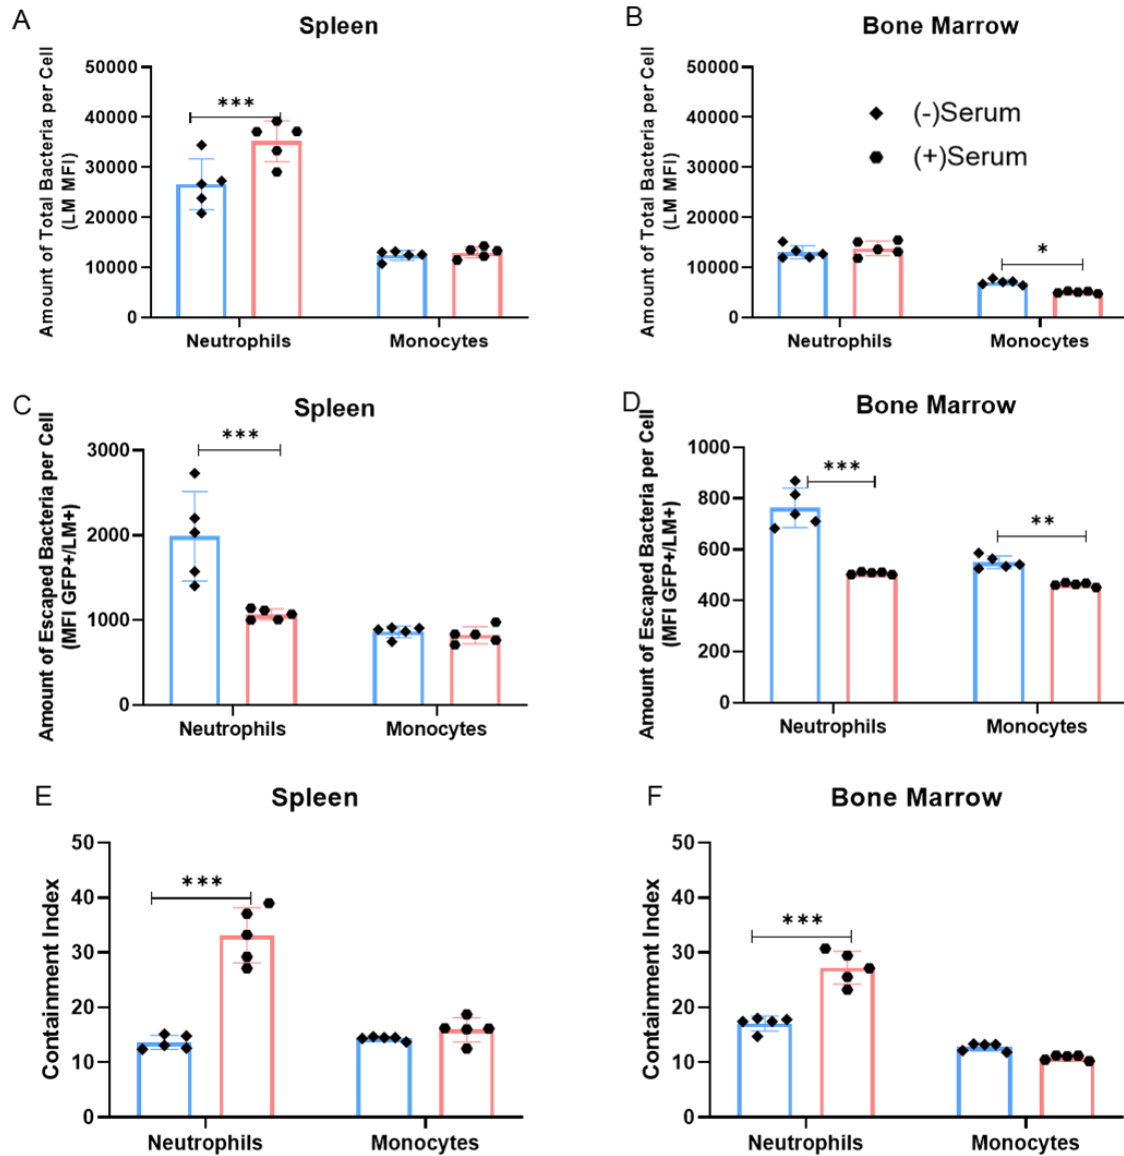 A
Spleen
Amount of Total Bacteria per Cell
(LM MFI)
50000
40000
30000
20000
10000
0
***
Neutrophils
Monocytes
B
Bone Marrow
Amount of Total Bacteria per Cell
(LM MFI)
50000
40000
30000
20000
10000
0
(-)Serum
(+)Serum
*
Neutrophils
Monocytes
C
Spleen
Amount of Escaped Bacteria per Cell
(MFI GFP+/LM+)
3000
2000
1000
0
***
Neutrophils
Monocytes
D
Bone Marrow
Amount of Escaped Bacteria per Cell
(MFI GFP+/LM+)
1000
800
600
400
200
0
***
**
Neutrophils
Monocytes
E
Spleen
Containment Index
50
40
30
20
10
0
***
Neutrophils
Monocytes
F
Bone Marrow
Containment Index
50
40
30
20
10
0
***
Neutrophils
Monocytes